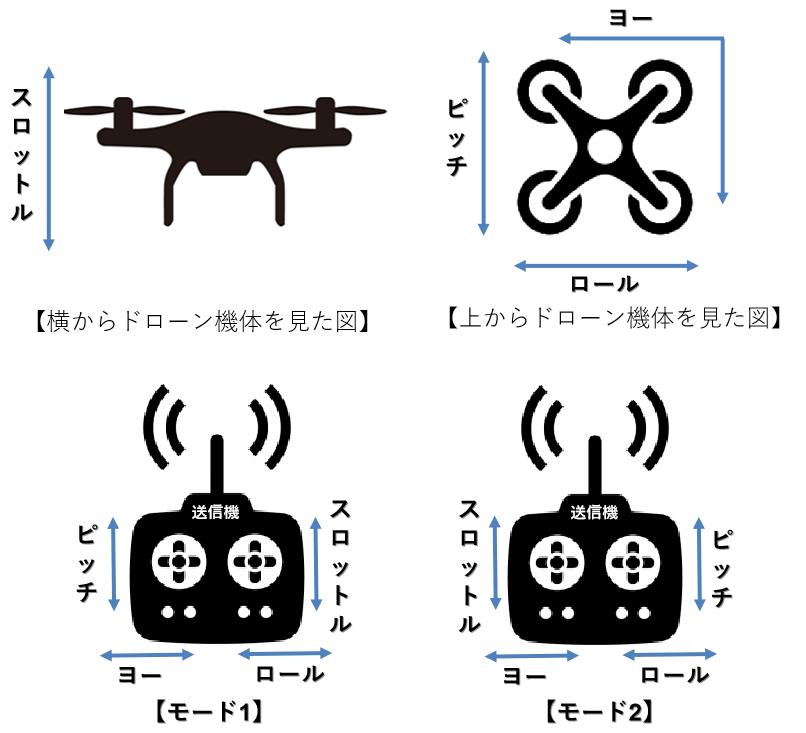 スロットル
【横からドローン機体を見た図】
ヨー
ピッチ
ロール
【上からドローン機体を見た図】
送信機
ピッチ
スロットル
ヨー
ロール
【モード1】
送信機
スロットル
ピッチ
ヨー
ロール
【モード2】